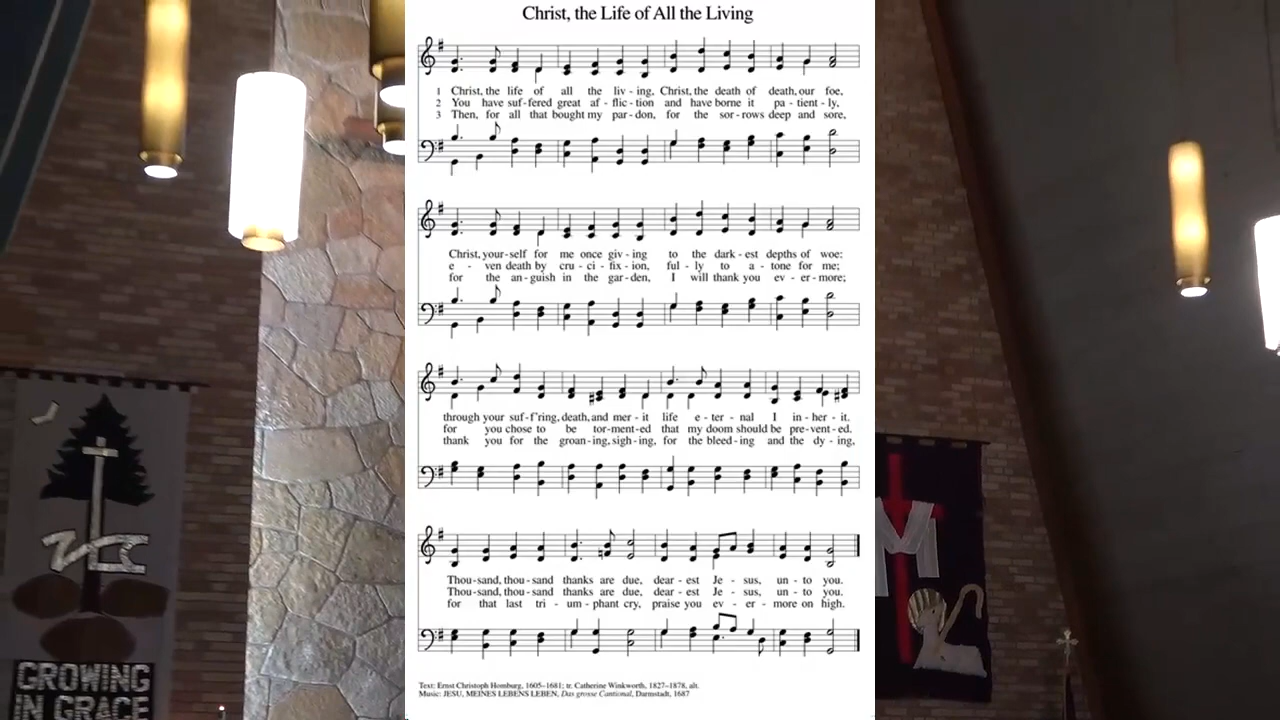 Christ, the Life of All the Living
1 Christ, the life of all the liv - ing, Christ, the death of death, our foe,
2 You have suf - fered great af - flic - tion and have borne it pa - tient - ly,
3 Then, for all that bought my par - don, for the sor - rows deep and sore,
Christ, your - self for me once giv - ing to the dark - est depths of woe:
e - ven death by cru - ci - fix - ion, ful - ly to a - tone for me;
for the an - guish in the gar - den, I will thank you ev - er - more;
through your suf - f'ring, death, and mer - it life e - ter - nal I in - her - it.
for you chose to be tor - ment - ed that my doom should be pre - vent - ed.
thank you for the groan - ing, sigh - ing, for the bleed - ing and the dy - ing,
Thou - sand, thou - sand thanks are due, dear - est Je - sus, un - to you.
Thou - sand, thou - sand thanks are due, dear - est Je - sus, un - to you.
for that last tri - um - phant cry, praise you ev - er - more on high.
Text: Ernst Christoph Homburg, 1605–1681; tr. Catherine Winkworth, 1827–1878, alt.
Music: JESU, MEINES LEBENS LEBEN, Das grosse Cantional, Darmstadt, 1687
GROWING
IN GRACE